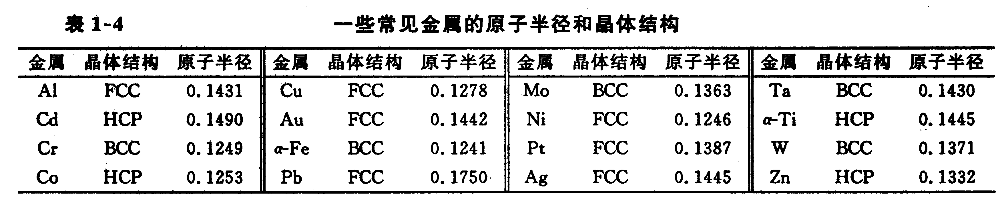 表1-4 一些常见金属的原子半径和晶体结构
金属 晶体结构 原子半径 金属 晶体结构 原子半径 金属 晶体结构 原子半径 金属 晶体结构 原子半径
Al FCC 0.1431 Cu FCC 0.1278 Mo BCC 0.1363 Ta BCC 0.1430
Cd HCP 0.1490 Au FCC 0.1442 Ni FCC 0.1246 α-Ti HCP 0.1445
Cr BCC 0.1249 α-Fe BCC 0.1241 Pt FCC 0.1387 W BCC 0.1371
Co HCP 0.1253 Pb FCC 0.1750 Ag FCC 0.1445 Zn HCP 0.1332